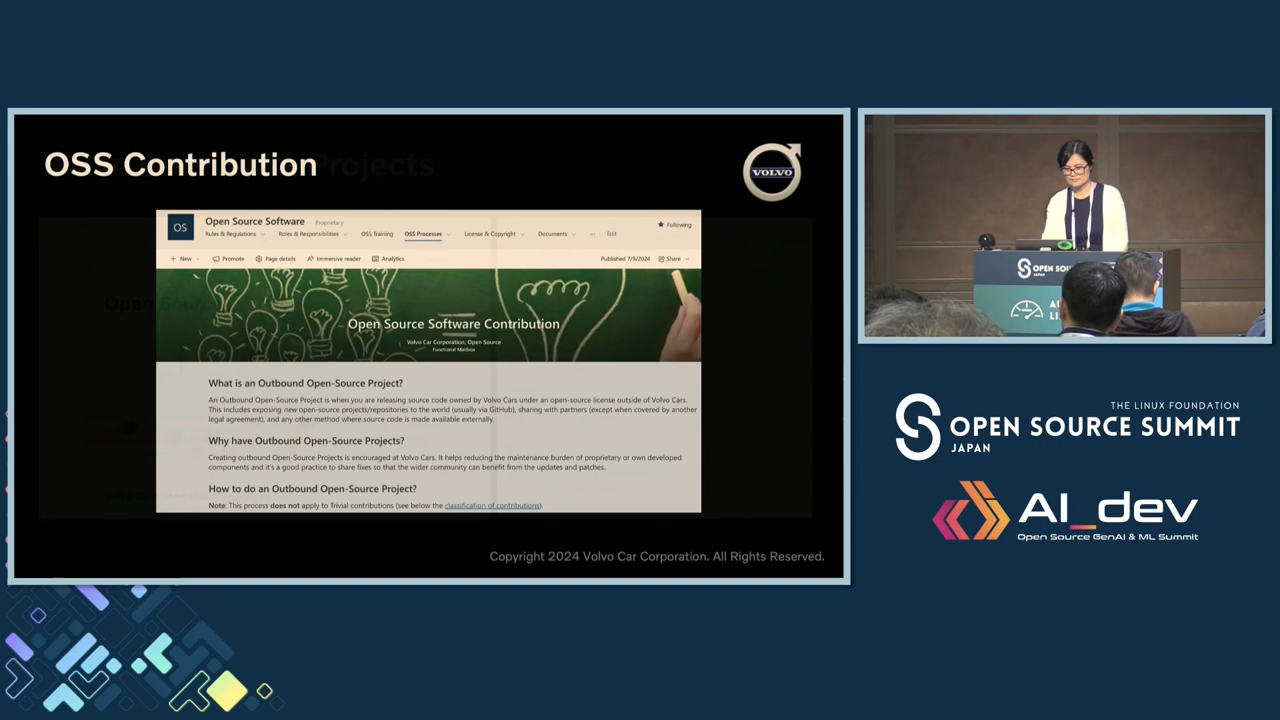 OSS Contribution
Projects
VOLVO
OS
Open Source Software
Proprietary
Following
Rules & Regulations
Roles & Responsibilities
OSS Training
OSS Processes
License & Copyright
Documents
Edit
New
Promote
Page details
Immersive reader
Analytics
Published 7/9/2024
Share
Open Source Software Contribution
Volvo Car Corporation, Open Source
Functional Mailbox
What is an Outbound Open-Source Project?
An Outbound Open-Source Project is when you are releasing source code owned by Volvo Cars under an open-source license outside of Volvo Cars.
This includes exposing new open-source projects/repositories to the world (usually via GitHub), sharing with partners (except when covered by another
legal agreement), and any other method where source code is made available externally.
Why have Outbound Open-Source Projects?
Creating outbound Open-Source Projects is encouraged at Volvo Cars. It helps reducing the maintenance burden of proprietary or own developed
components and it's a good practice to share fixes so that the wider community can benefit from the updates and patches.
How to do an Outbound Open-Source Project?
Note: This process does not apply to Trivial contributions (see below the classification of contributions).
Copyright 2024 Volvo Car Corporation. All Rights Reserved.
OPEN SOU
JAPAN
THE LINUX FOUNDATION
OPEN SOURCE SUMMIT
JAPAN
AI_dev
Open Source GenAI & ML Summit